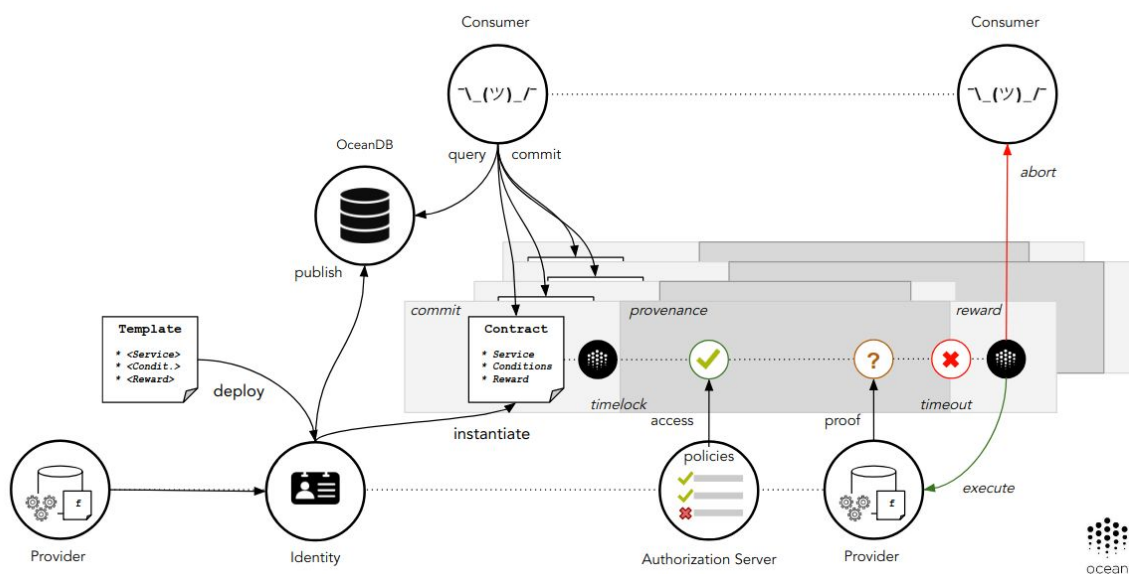 Consumer
Consumer
¯\_(ツ)_/¯
¯\_(ツ)_/¯
OceanDB
query
commit
abort
publish
commit
provenance
reward
Template
* <Service>
* <Condit.>
* <Reward>
Contract
* Service
* Conditions
* Reward
?
deploy
timelock
timeout
access
proof
instantiate
policies
f
f
execute
Provider
Identity
Authorization Server
Provider
ocean